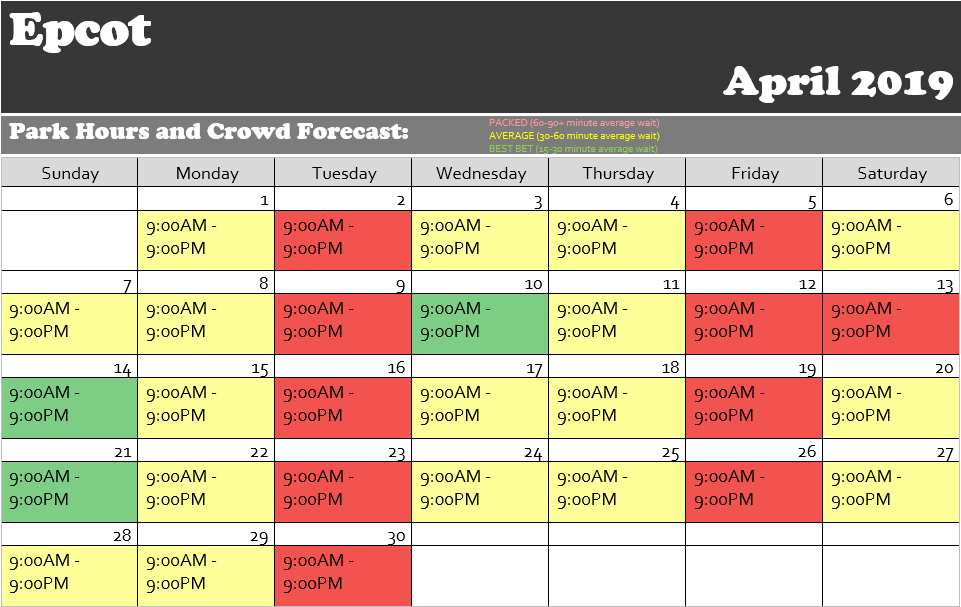 Epcot
April 2019
Park Hours and Crowd Forecast:
PACKED (60-90+ minute average wait)
AVERAGE (30-60 minute average wait)
BEST BET (15-30 minute average wait)
Sunday Monday Tuesday Wednesday Thursday Friday Saturday
1 2 3 4 5 6
9:00AM - 9:00AM - 9:00AM - 9:00AM - 9:00AM - 9:00AM -
9:00PM 9:00PM 9:00PM 9:00PM 9:00PM 9:00PM
7 8 9 10 11 12 13
9:00AM - 9:00AM - 9:00AM - 9:00AM - 9:00AM - 9:00AM - 9:00AM -
9:00PM 9:00PM 9:00PM 9:00PM 9:00PM 9:00PM 9:00PM
14 15 16 17 18 19 20
9:00AM - 9:00AM - 9:00AM - 9:00AM - 9:00AM - 9:00AM - 9:00AM -
9:00PM 9:00PM 9:00PM 9:00PM 9:00PM 9:00PM 9:00PM
21 22 23 24 25 26 27
9:00AM - 9:00AM - 9:00AM - 9:00AM - 9:00AM - 9:00AM - 9:00AM -
9:00PM 9:00PM 9:00PM 9:00PM 9:00PM 9:00PM 9:00PM
28 29 30
9:00AM - 9:00AM - 9:00AM -
9:00PM 9:00PM 9:00PM